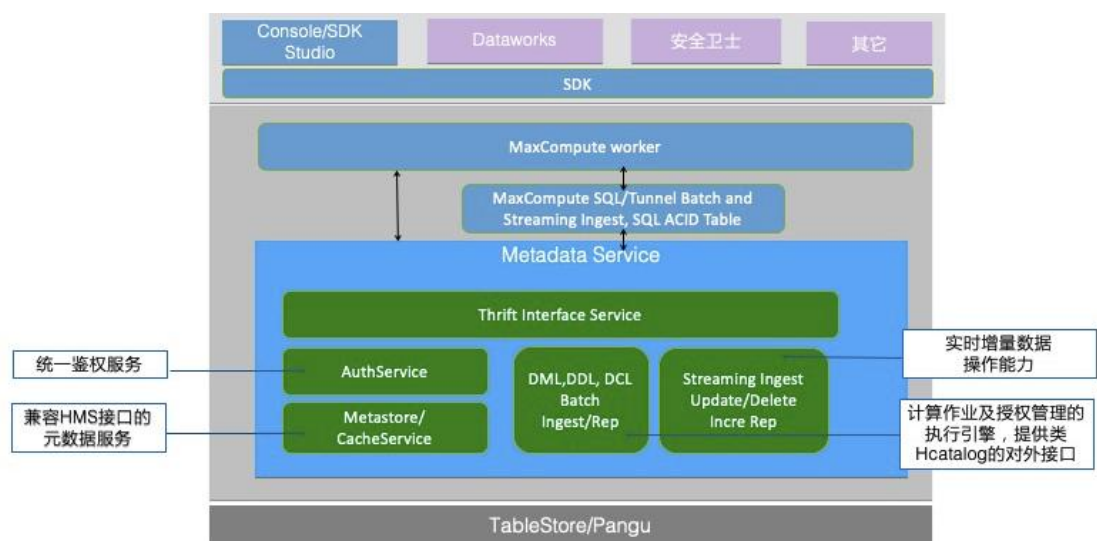 Console/SDK
Studio
Dataworks
安全卫士
其它
SDK
MaxCompute worker
MaxCompute SQL/Tunnel Batch and
Streaming Ingest, SQL ACID Table
Metadata Service
Thrift Interface Service
统一鉴权服务
AuthService
兼容HMS接口的
元数据服务
Metastore/
CacheService
DML,DDL, DCL
Batch
Ingest/Rep
Streaming Ingest
Update/Delete
Incre Rep
实时增量数据
操作能力
计算作业及授权管理的
执行引擎，提供类
Hcatalog的对外接口
TableStore/Pangu